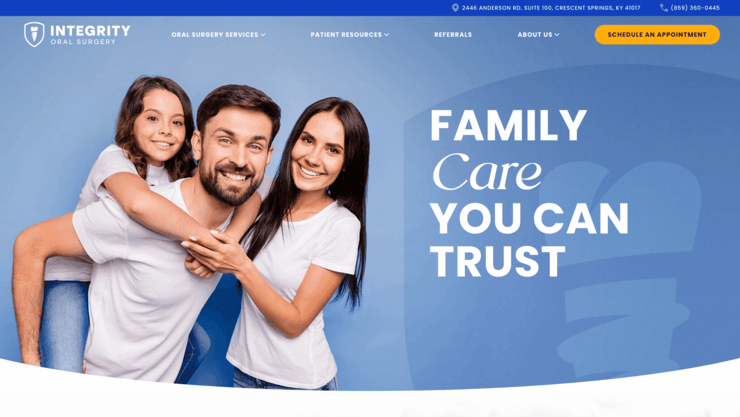 2446 ANDERSON RD. SUITE 100, CRESCENT SPRINGS, KY 41017
(859) 360-0445
INTEGRITY
ORAL SURGERY
ORAL SURGERY SERVICES
PATIENT RESOURCES
REFERRALS
ABOUT US
SCHEDULE AN APPOINTMENT
FAMILY
Care
YOU CAN
TRUST